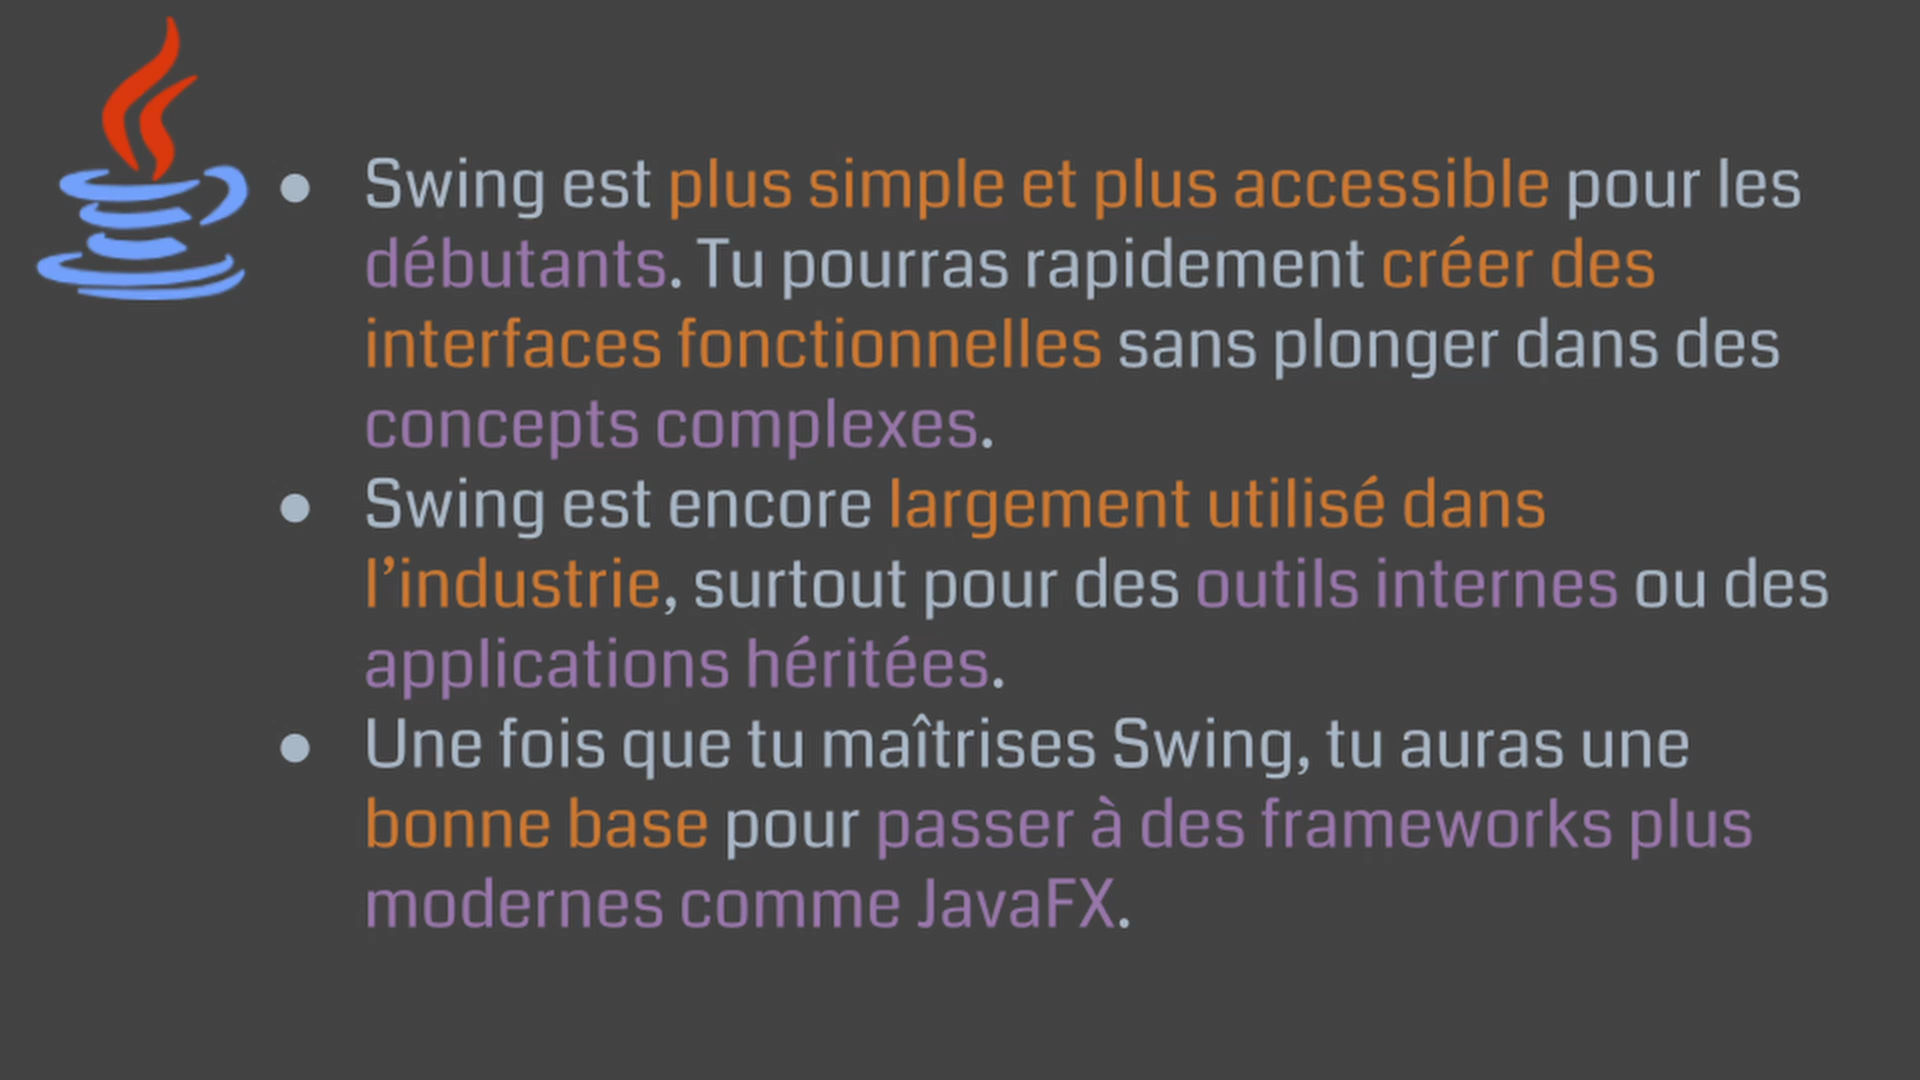 • Swing est plus simple et plus accessible pour les
débutants. Tu pourras rapidement créer des
interfaces fonctionnelles sans plonger dans des
concepts complexes.
• Swing est encore largement utilisé dans
l’industrie, surtout pour des outils internes ou des
applications héritées.
• Une fois que tu maîtrises Swing, tu auras une
bonne base pour passer à des frameworks plus
modernes comme JavaFX.